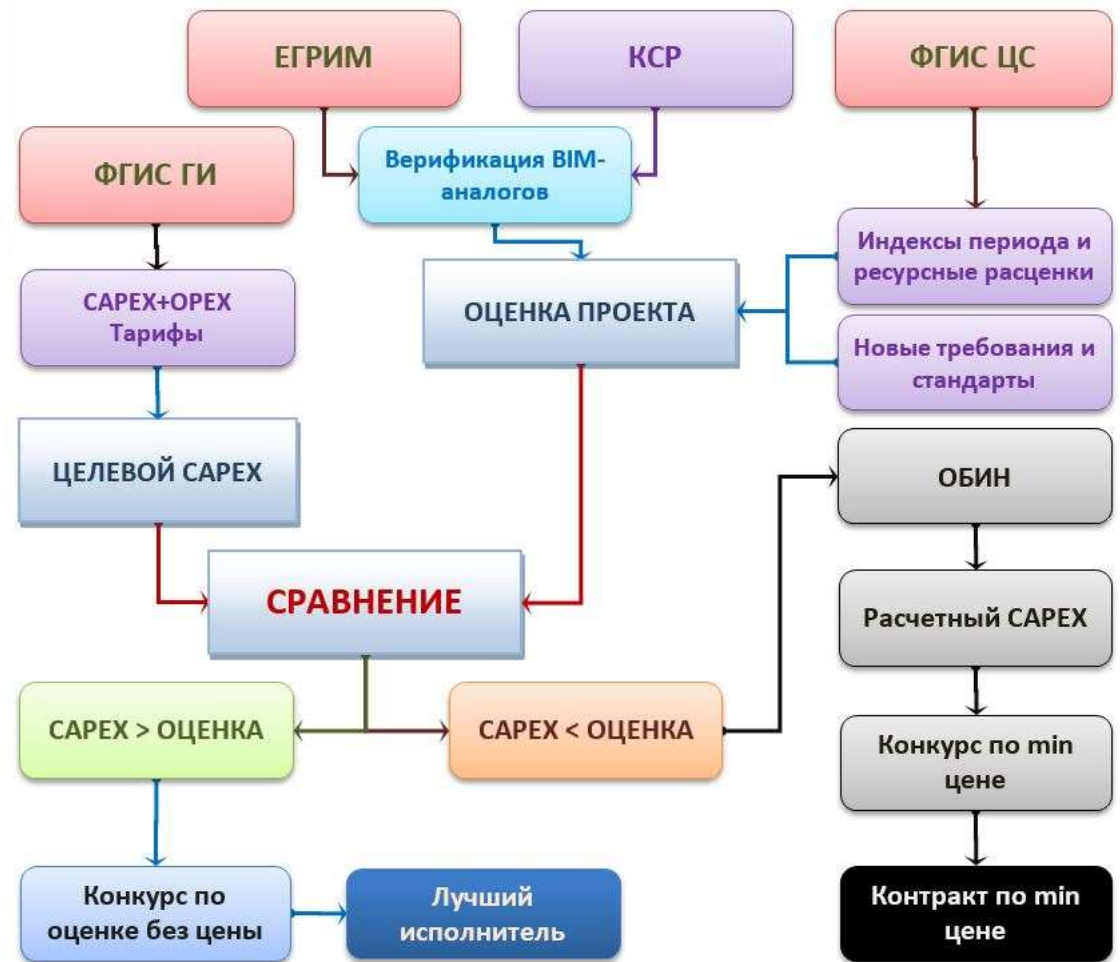 ЕГРИМ
КСР
ФГИС ЦС
ФГИС ГИ
Верификация BIM-
аналогов
Индексы периода и
ресурсные расценки
CAPEX+OPEX
Тарифы
ОЦЕНКА ПРОЕКТА
Новые требования и
стандарты
ЦЕЛЕВОЙ CAPEX
ОБИН
СРАВНЕНИЕ
Расчетный CAPEX
CAPEX > ОЦЕНКА
CAPEX < ОЦЕНКА
Конкурс по min
цене
Конкурс по
оценке без цены
Лучший
исполнитель
Контракт по min
цене